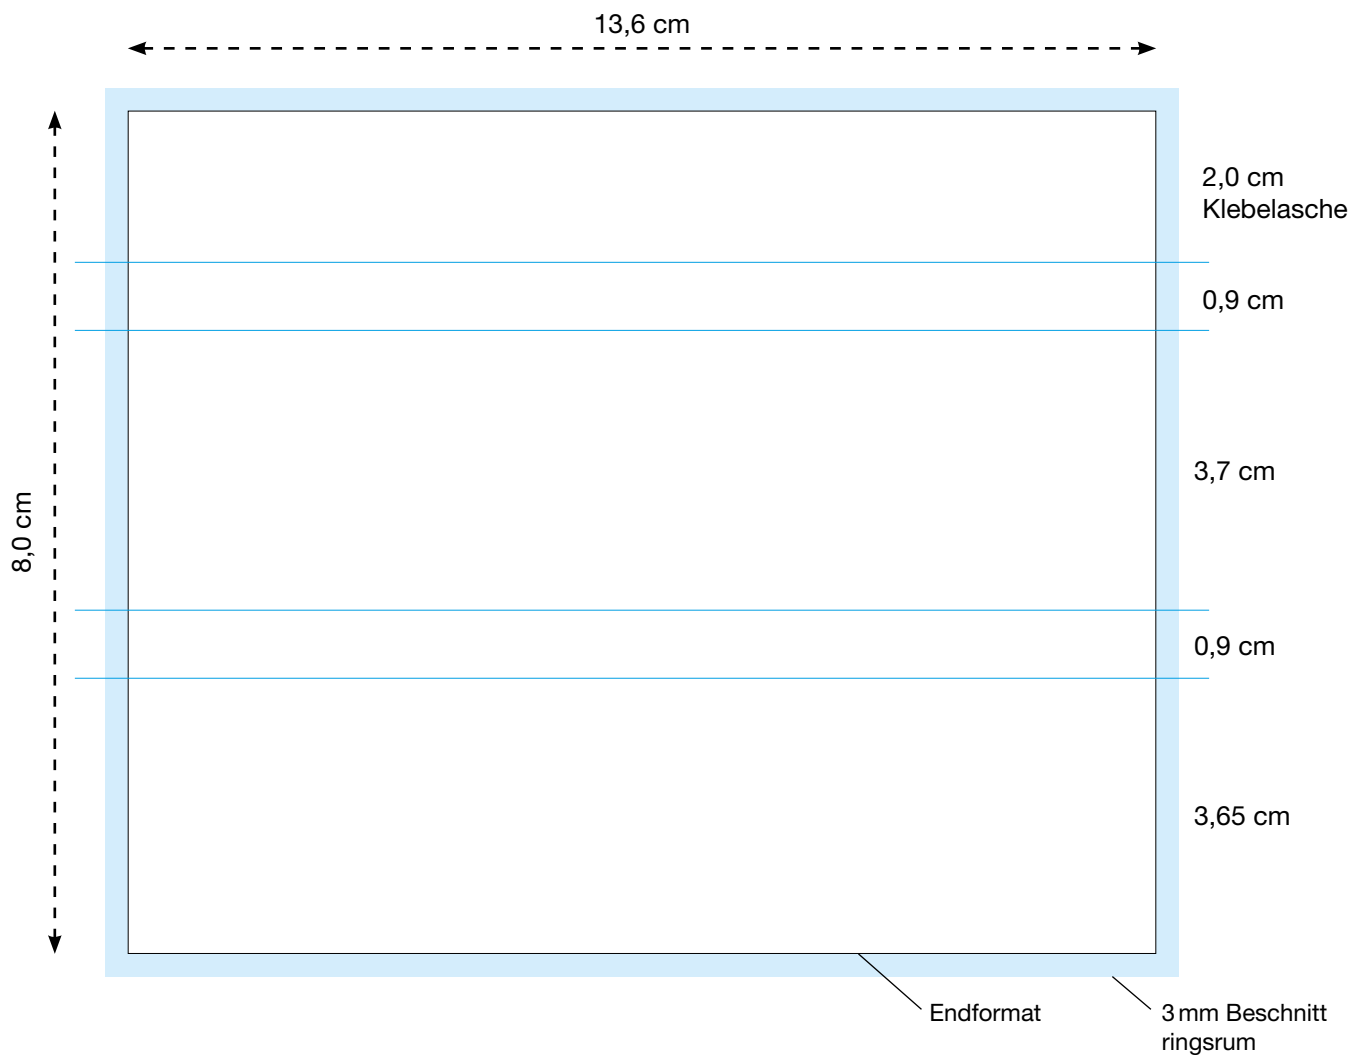 13,6 cm
2,0 cm
Klebelasche
0,9 cm
3,7 cm
8,0 cm
0,9 cm
3,65 cm
Endformat
3 mm Beschnitt
ringsrum